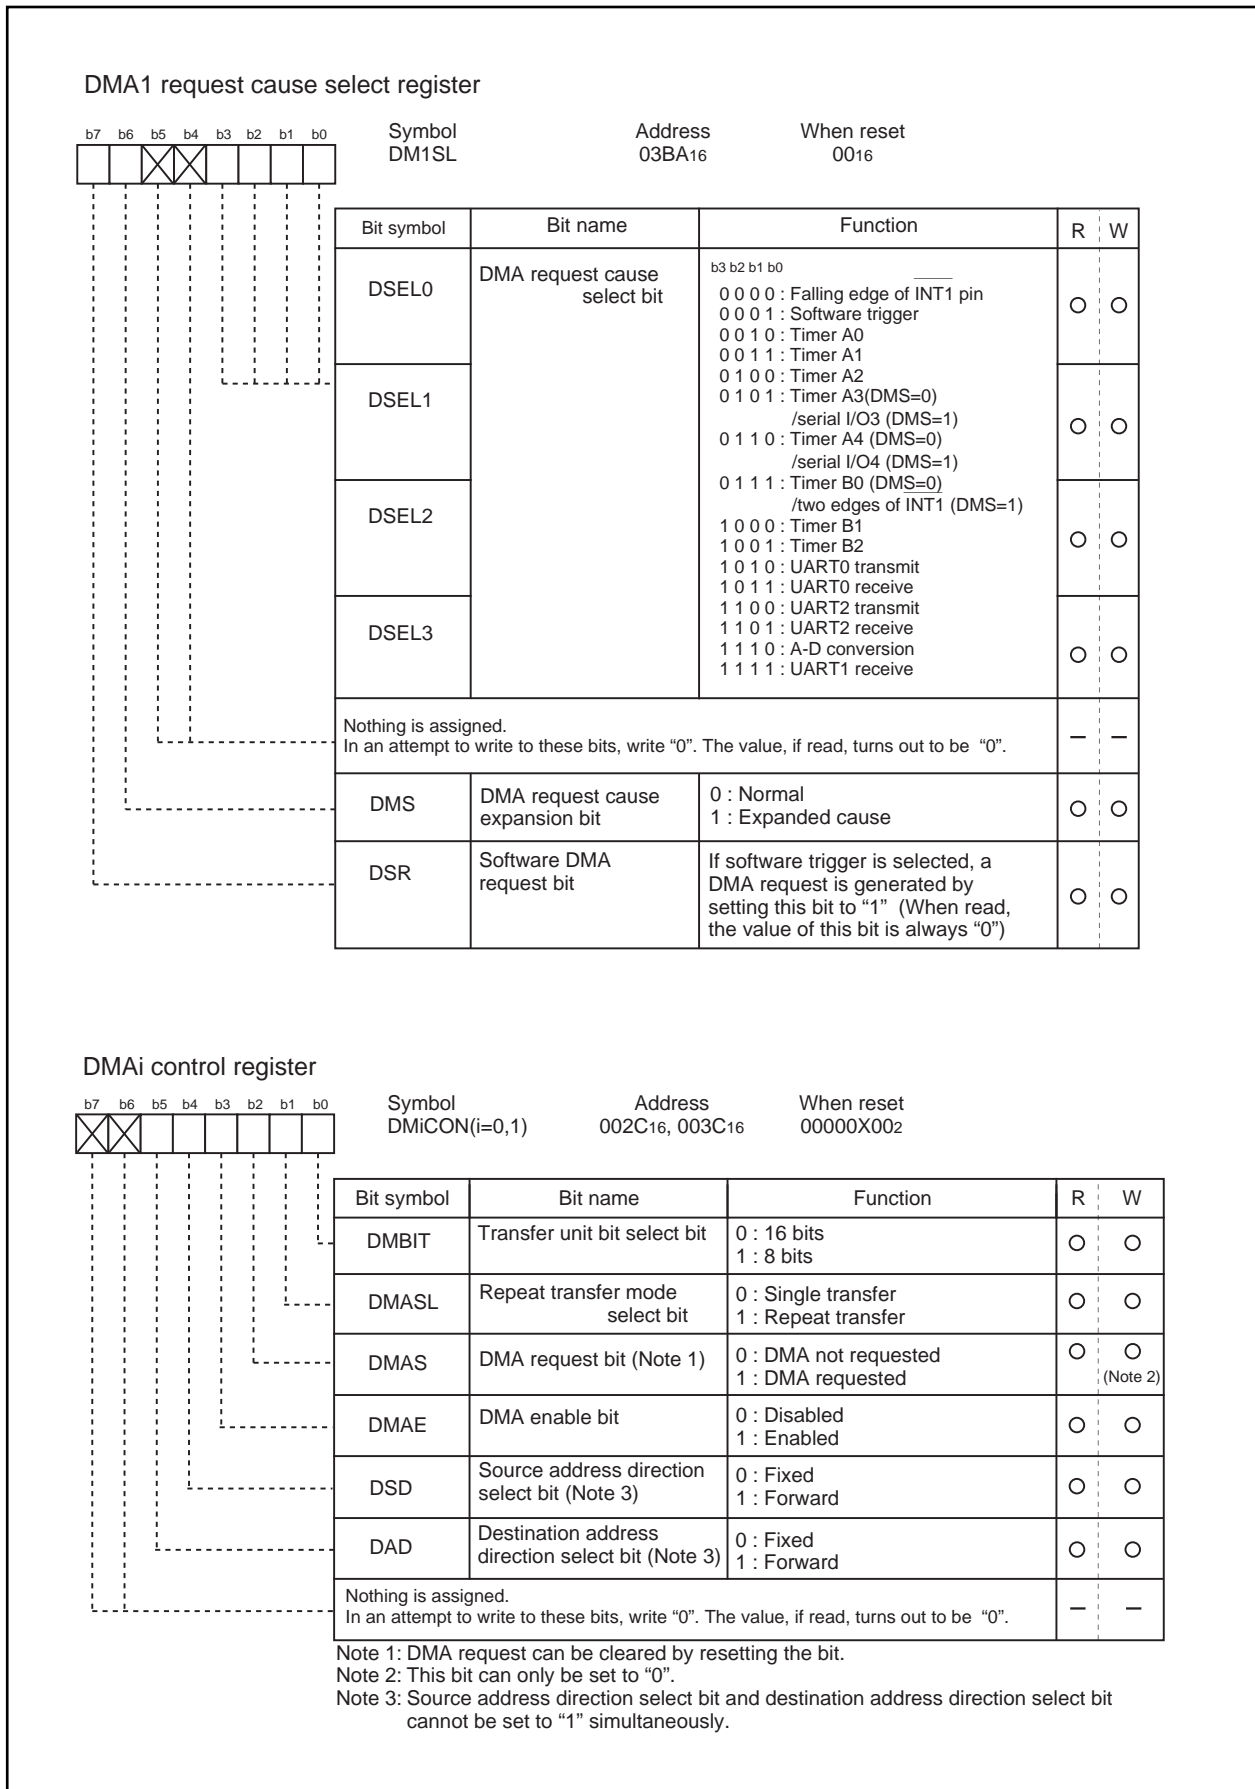 DMA1 request cause select register
b7 b6 b5 b4 b3 b2 b1 b0
Symbol Address When reset
DM1SL 03BA16 0016
Bit symbol Bit name Function R W
DSEL0 DMA request cause select bit
b3 b2 b1 b0
0 0 0 0 : Falling edge of INT1 pin
0 0 0 1 : Software trigger
0 0 1 0 : Timer A0
0 0 1 1 : Timer A1
0 1 0 0 : Timer A2
DSEL1
0 1 0 1 : Timer A3(DMS=0)
/serial I/O3 (DMS=1)
0 1 1 0 : Timer A4 (DMS=0)
/serial I/O4 (DMS=1)
0 1 1 1 : Timer B0 (DMS=0)
/two edges of INT1 (DMS=1)
DSEL2
1 0 0 0 : Timer B1
1 0 0 1 : Timer B2
1 0 1 0 : UART0 transmit
1 0 1 1 : UART0 receive
1 1 0 0 : UART2 transmit
DSEL3
1 1 0 1 : UART2 receive
1 1 1 0 : A-D conversion
1 1 1 1 : UART1 receive
Nothing is assigned.
In an attempt to write to these bits, write “0”. The value, if read, turns out to be “0”.
DMS DMA request cause expansion bit
0 : Normal
1 : Expanded cause
DSR Software DMA request bit
If software trigger is selected, a
DMA request is generated by
setting this bit to “1” (When read,
the value of this bit is always “0”)
DMAi control register
b7 b6 b5 b4 b3 b2 b1 b0
Symbol Address When reset
DMiCON(i=0,1) 002C16, 003C16 00000X002
Bit symbol Bit name Function R W
DMBIT Transfer unit bit select bit
0 : 16 bits
1 : 8 bits
DMASL Repeat transfer mode select bit
0 : Single transfer
1 : Repeat transfer
DMAS DMA request bit (Note 1)
0 : DMA not requested
1 : DMA requested
(Note 2)
DMAE DMA enable bit
0 : Disabled
1 : Enabled
DSD Source address direction select bit (Note 3)
0 : Fixed
1 : Forward
DAD Destination address direction select bit (Note 3)
0 : Fixed
1 : Forward
Nothing is assigned.
In an attempt to write to these bits, write “0”. The value, if read, turns out to be “0”.
Note 1: DMA request can be cleared by resetting the bit.
Note 2: This bit can only be set to “0”.
Note 3: Source address direction select bit and destination address direction select bit
cannot be set to “1” simultaneously.